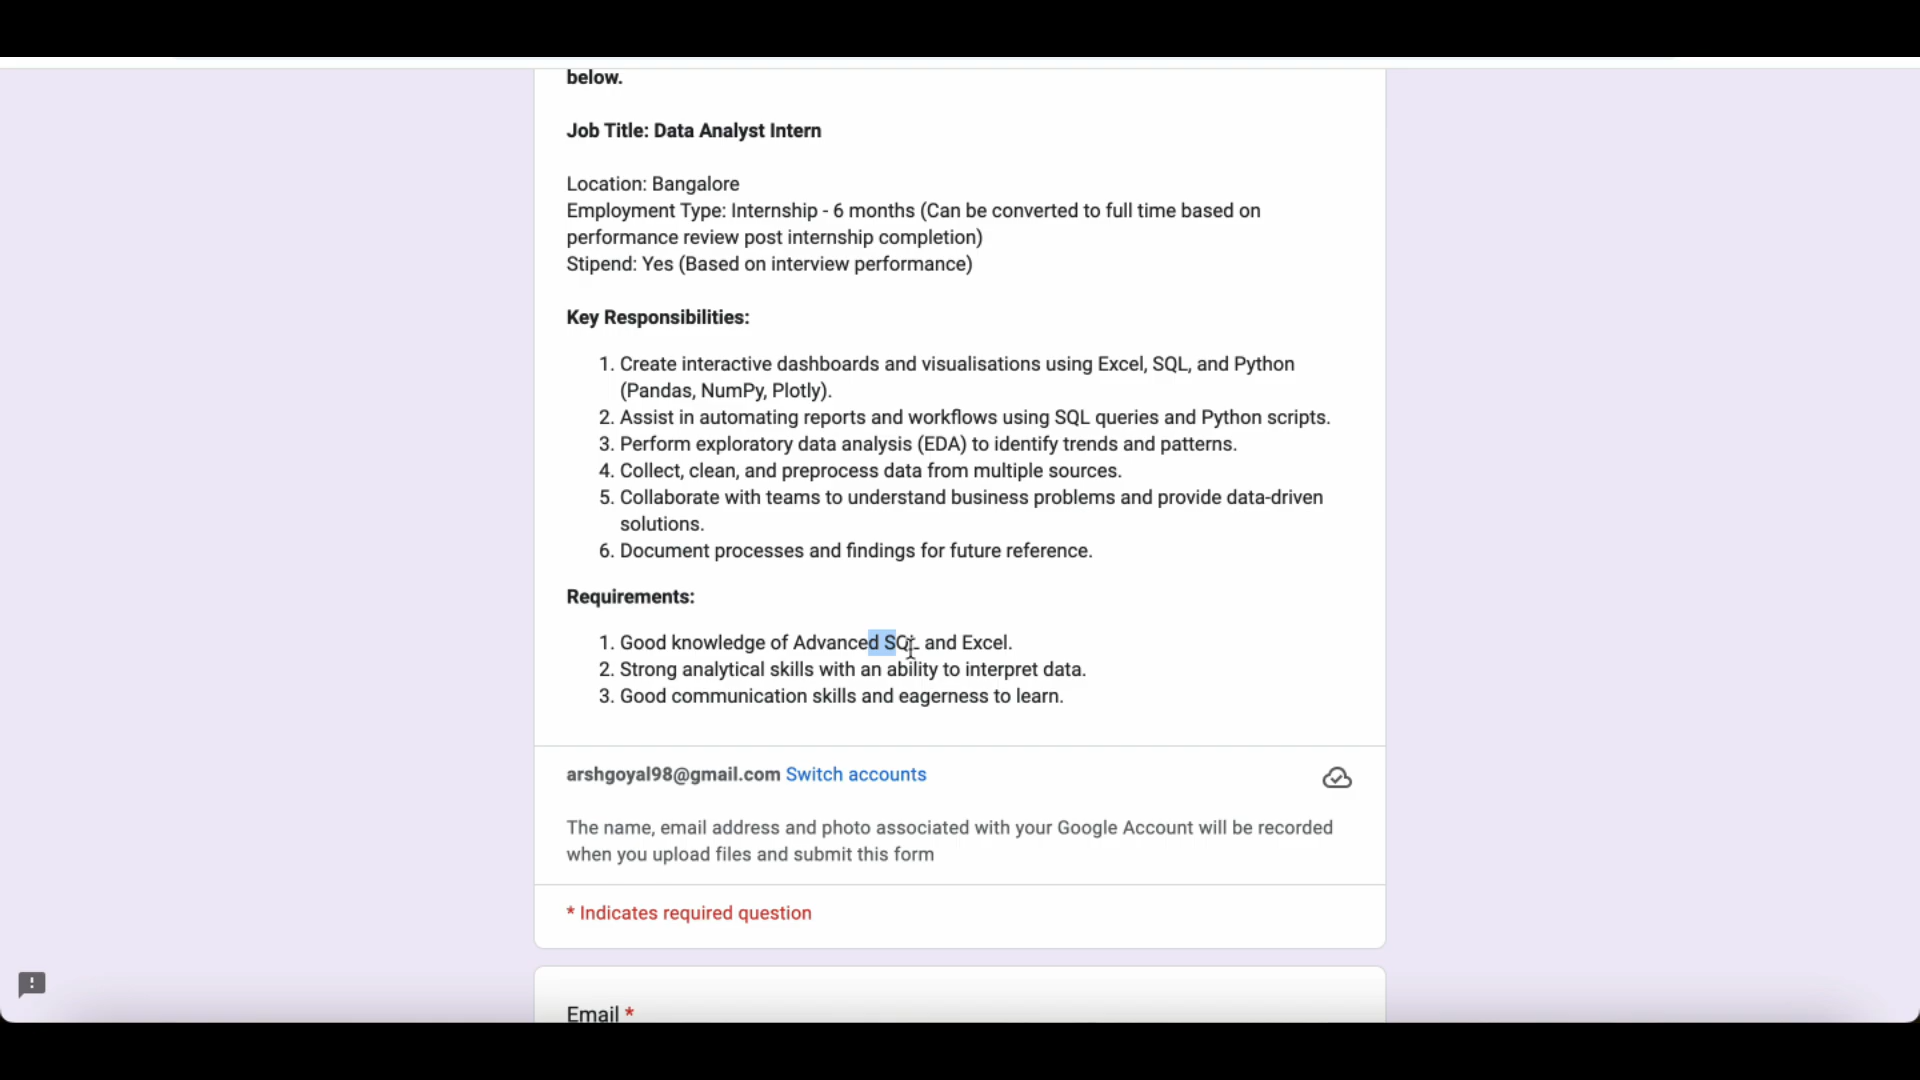 below.
Job Title: Data Analyst Intern
Location: Bangalore
Employment Type: Internship - 6 months (Can be converted to full time based on
performance review post internship completion)
Stipend: Yes (Based on interview performance)
Key Responsibilities:
1. Create interactive dashboards and visualisations using Excel, SQL, and Python
(Pandas, NumPy, Plotly).
2. Assist in automating reports and workflows using SQL queries and Python scripts.
3. Perform exploratory data analysis (EDA) to identify trends and patterns.
4. Collect, clean, and preprocess data from multiple sources.
5. Collaborate with teams to understand business problems and provide data-driven
solutions.
6. Document processes and findings for future reference.
Requirements:
1. Good knowledge of Advanced SQL and Excel.
2. Strong analytical skills with an ability to interpret data.
3. Good communication skills and eagerness to learn.
arshgoyal98@gmail.com Switch accounts
The name, email address and photo associated with your Google Account will be recorded
when you upload files and submit this form
* Indicates required question
Email *